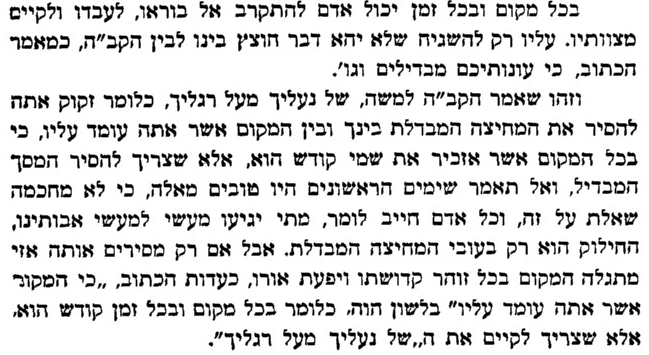 בכל מקום ובכל זמן יכול אדם להתקרב אל בוראו, לעבדו ולקיים
מצוותיו. עליו רק להשגיח שלא יהא דבר חוצץ בינו לבין הקב"ה, כמאמר
הכתוב, כי עונותיכם מבדילים וגו'.
וזהו שאמר הקב"ה למשה, של נעליך מעל רגליך, כלומר זקוק אתה
להסיר את המחיצה המבדלת בינך ובין המקום אשר אתה עומד עליו, כי
בכל המקום אשר אזכיר את שמי קודש הוא, אלא שצריך להסיר המסך
המבדיל, ואל תאמר שימים הראשונים היו טובים מאלה, כי לא מחכמה
שאלת על זה, וכל אדם חייב לומר, מתי יגיעו מעשי למעשי אבותינו,
החילוק הוא רק בעובי המחיצה המבדלת. אבל אם רק מסירים אותה אזי
מתגלה המקום בכל זוהר קדושתו ויפעת אורו, כעדות הכתוב, ,,כי המקום
אשר אתה עומד עליו" בלשון הוה, כלומר בכל מקום ובכל זמן קודש הוא,
אלא שצריך לקיים את ה,,של נעליך מעל רגליך".